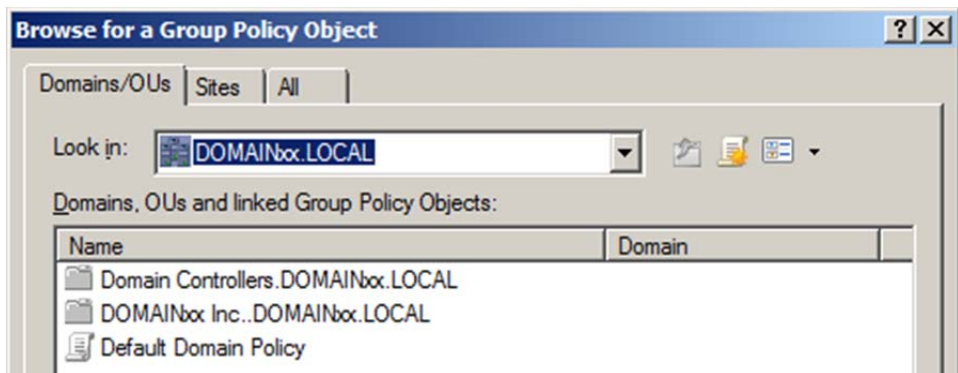 Browse for a Group Policy Object
Domains/OUs Sites All
Look in: DOMAINxx.LOCAL
Domains, OUs and linked Group Policy Objects:
Name Domain
Domain Controllers.DOMAINxx.LOCAL
DOMAINxx Inc..DOMAINxx.LOCAL
Default Domain Policy